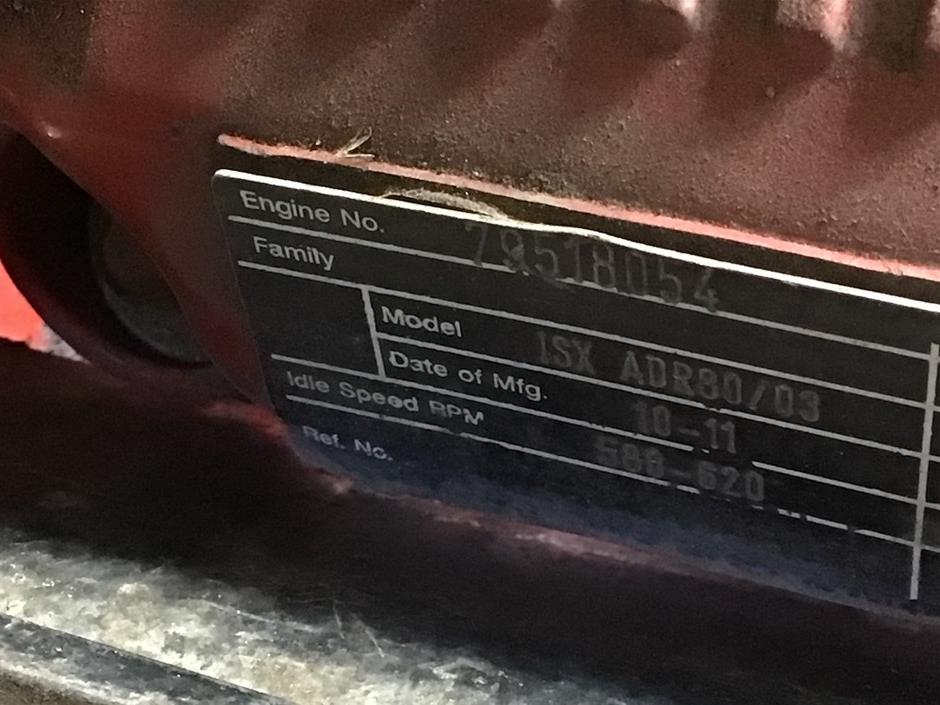 Engine No. 79518054
Family
Model ISX ADR80/03
Date of Mfg. 10-11
Idle Speed RPM 580-620
Ref. No.